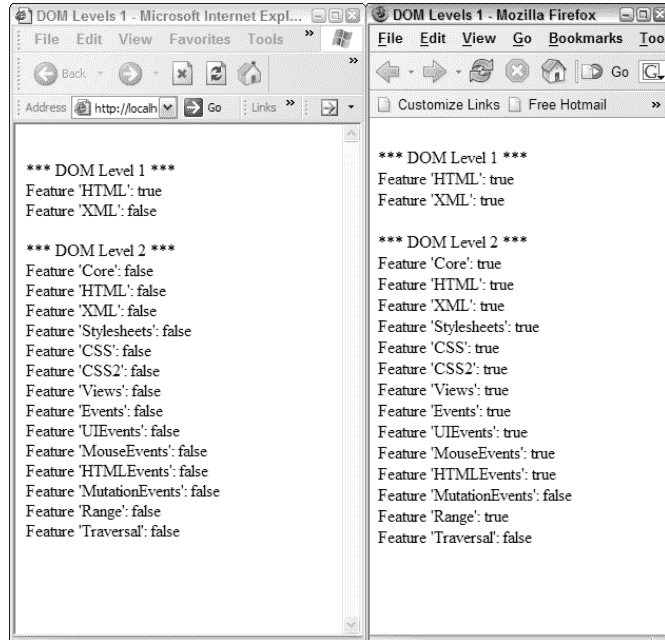 DOM Levels 1 - Microsoft Internet Expl...
File Edit View Favorites Tools »
Back »
Address http://localh Go Links »
*** DOM Level 1 ***
Feature 'HTML': true
Feature 'XML': false
*** DOM Level 2 ***
Feature 'Core': false
Feature 'HTML': false
Feature 'XML': false
Feature 'Stylesheets': false
Feature 'CSS': false
Feature 'CSS2': false
Feature 'Views': false
Feature 'Events': false
Feature 'UIEvents': false
Feature 'MouseEvents': false
Feature 'HTMLEvents': false
Feature 'MutationEvents': false
Feature 'Range': false
Feature 'Traversal': false
DOM Levels 1 - Mozilla Firefox
File Edit View Go Bookmarks Too
Go G
Customize Links Free Hotmail »
*** DOM Level 1 ***
Feature 'HTML': true
Feature 'XML': true
*** DOM Level 2 ***
Feature 'Core': true
Feature 'HTML': true
Feature 'XML': true
Feature 'Stylesheets': true
Feature 'CSS': true
Feature 'CSS2': true
Feature 'Views': true
Feature 'Events': true
Feature 'UIEvents': true
Feature 'MouseEvents': true
Feature 'HTMLEvents': true
Feature 'MutationEvents': false
Feature 'Range': true
Feature 'Traversal': false